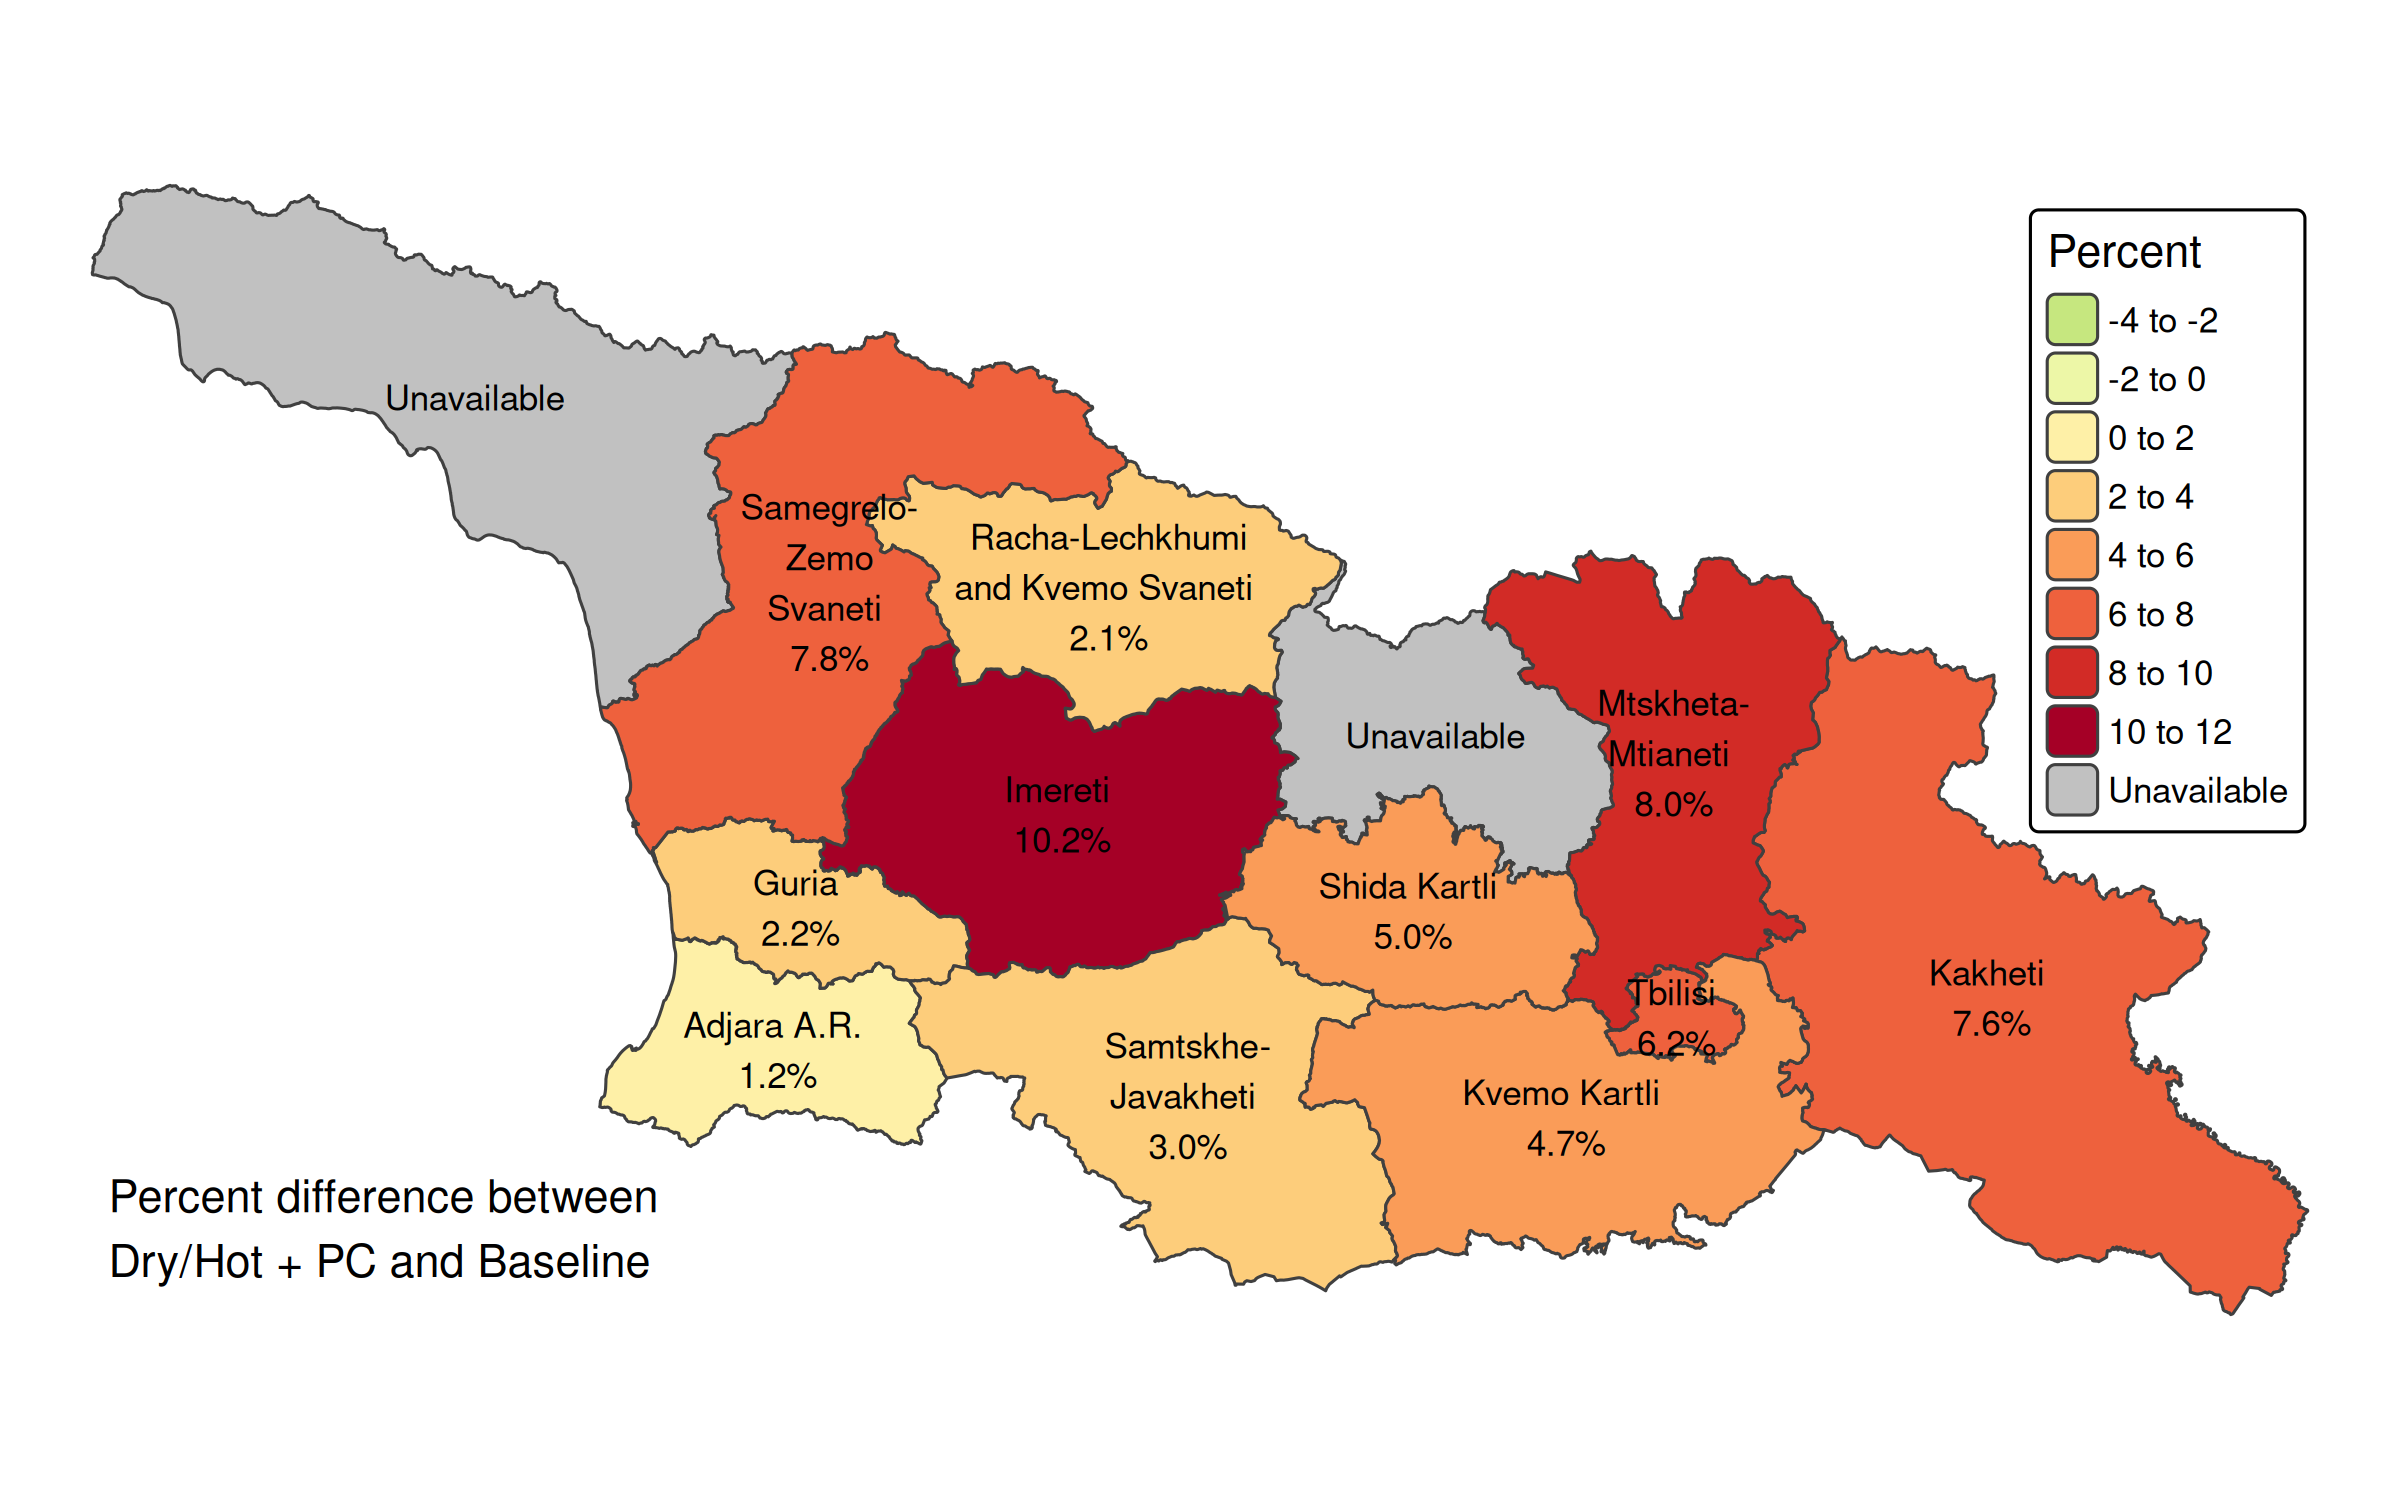 Unavailable
Samegrelo-
Zemo
Svaneti
7.8%
Racha-Lechkhumi
and Kvemo Svaneti
2.1%
Imereti
10.2%
Unavailable
Mtskheta-
Mtianeti
8.0%
Guria
2.2%
Shida Kartli
5.0%
Adjara A.R.
1.2%
Samtskhe-
Javakheti
3.0%
Tbilisi
6.2%
Kvemo Kartli
4.7%
Kakheti
7.6%
Percent
-4 to -2
-2 to 0
0 to 2
2 to 4
4 to 6
6 to 8
8 to 10
10 to 12
Unavailable
Percent difference between
Dry/Hot + PC and Baseline